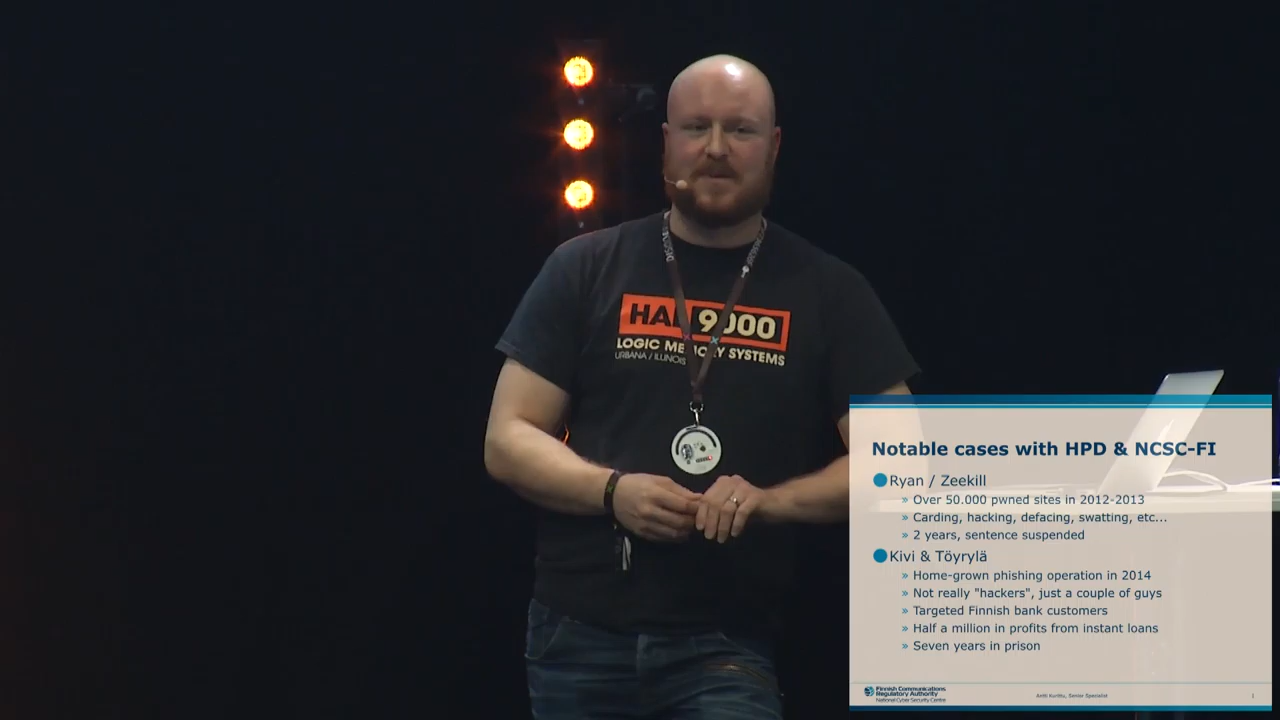 HAL 9000
LOGIC MEMORY SYSTEMS
URBANA / ILLINOIS
Notable cases with HPD & NCSC-FI
Ryan / Zeekill
» Over 50.000 pwned sites in 2012-2013
» Carding, hacking, defacing, swatting, etc...
» 2 years, sentence suspended
Kivi & Töyrylä
» Home-grown phishing operation in 2014
» Not really "hackers", just a couple of guys
» Targeted Finnish bank customers
» Half a million in profits from instant loans
» Seven years in prison
Finnish Communications
Regulatory Authority
National Cyber Security Centre
Antti Kurittu, Senior Specialist